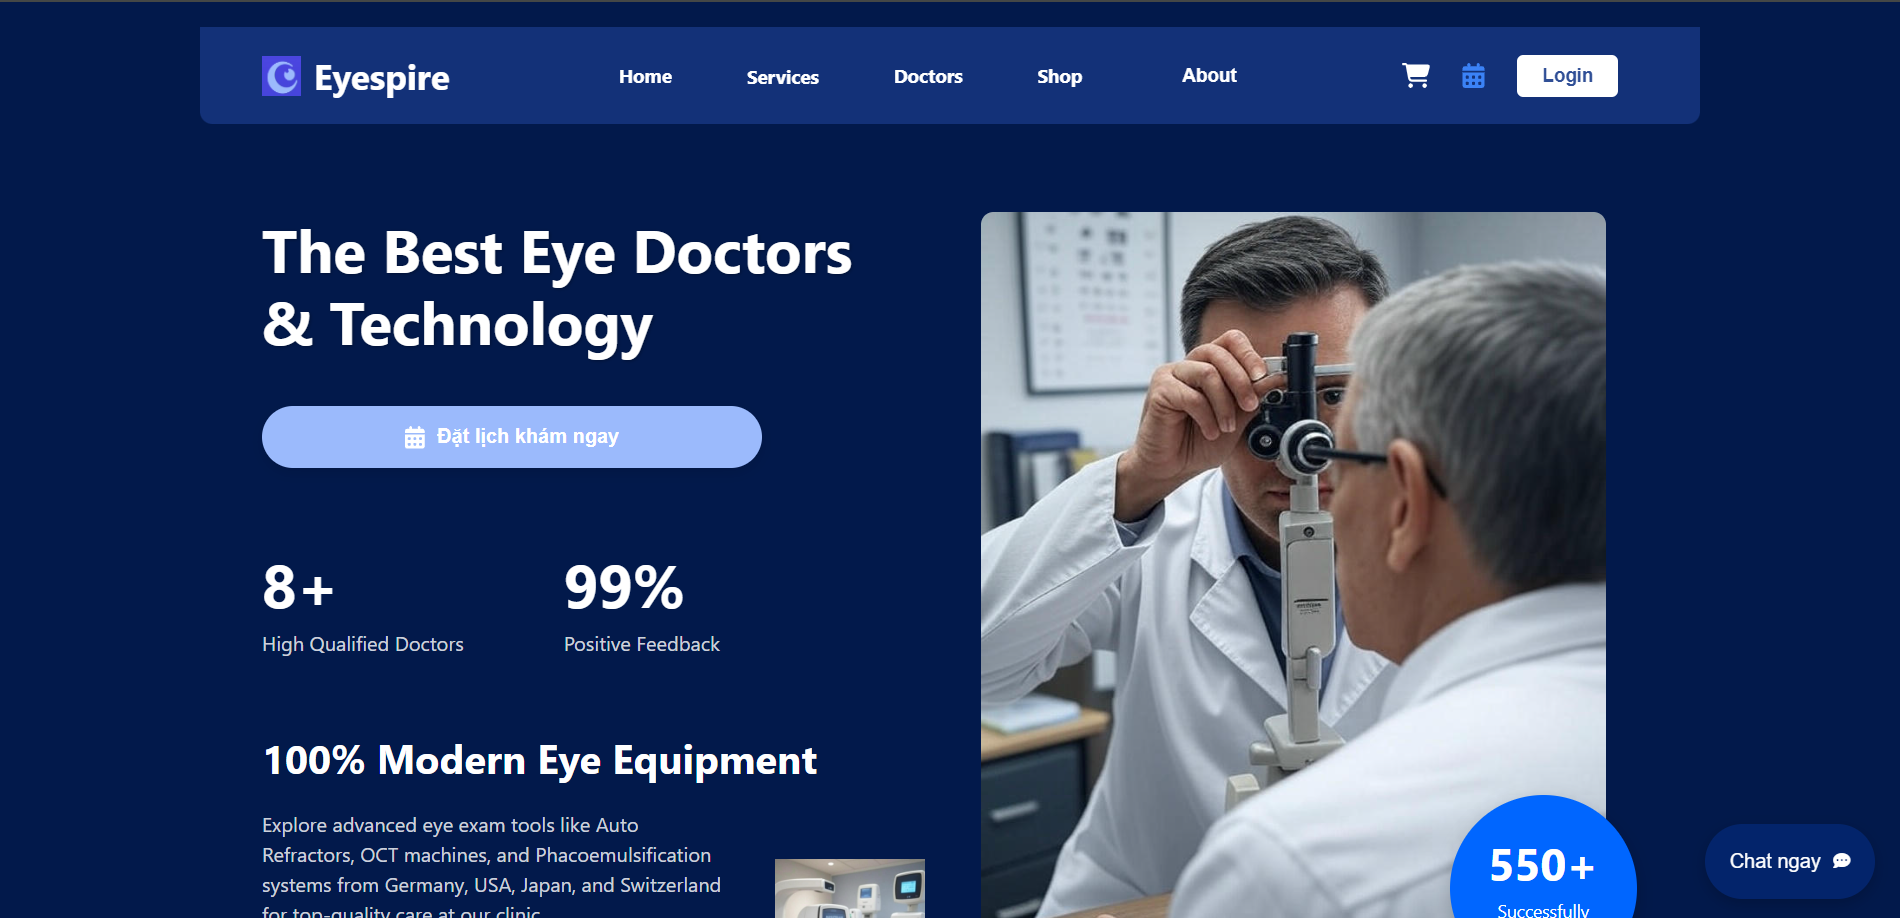 Eyespire
Home
Services
Doctors
Shop
About
Login
The Best Eye Doctors
& Technology
Đặt lịch khám ngay
8+
High Qualified Doctors
99%
Positive Feedback
100% Modern Eye Equipment
Explore advanced eye exam tools like Auto
Refractors, OCT machines, and Phacoemulsification
systems from Germany, USA, Japan, and Switzerland
for top-quality care at our clinic.
550+
Successfully
Chat ngay